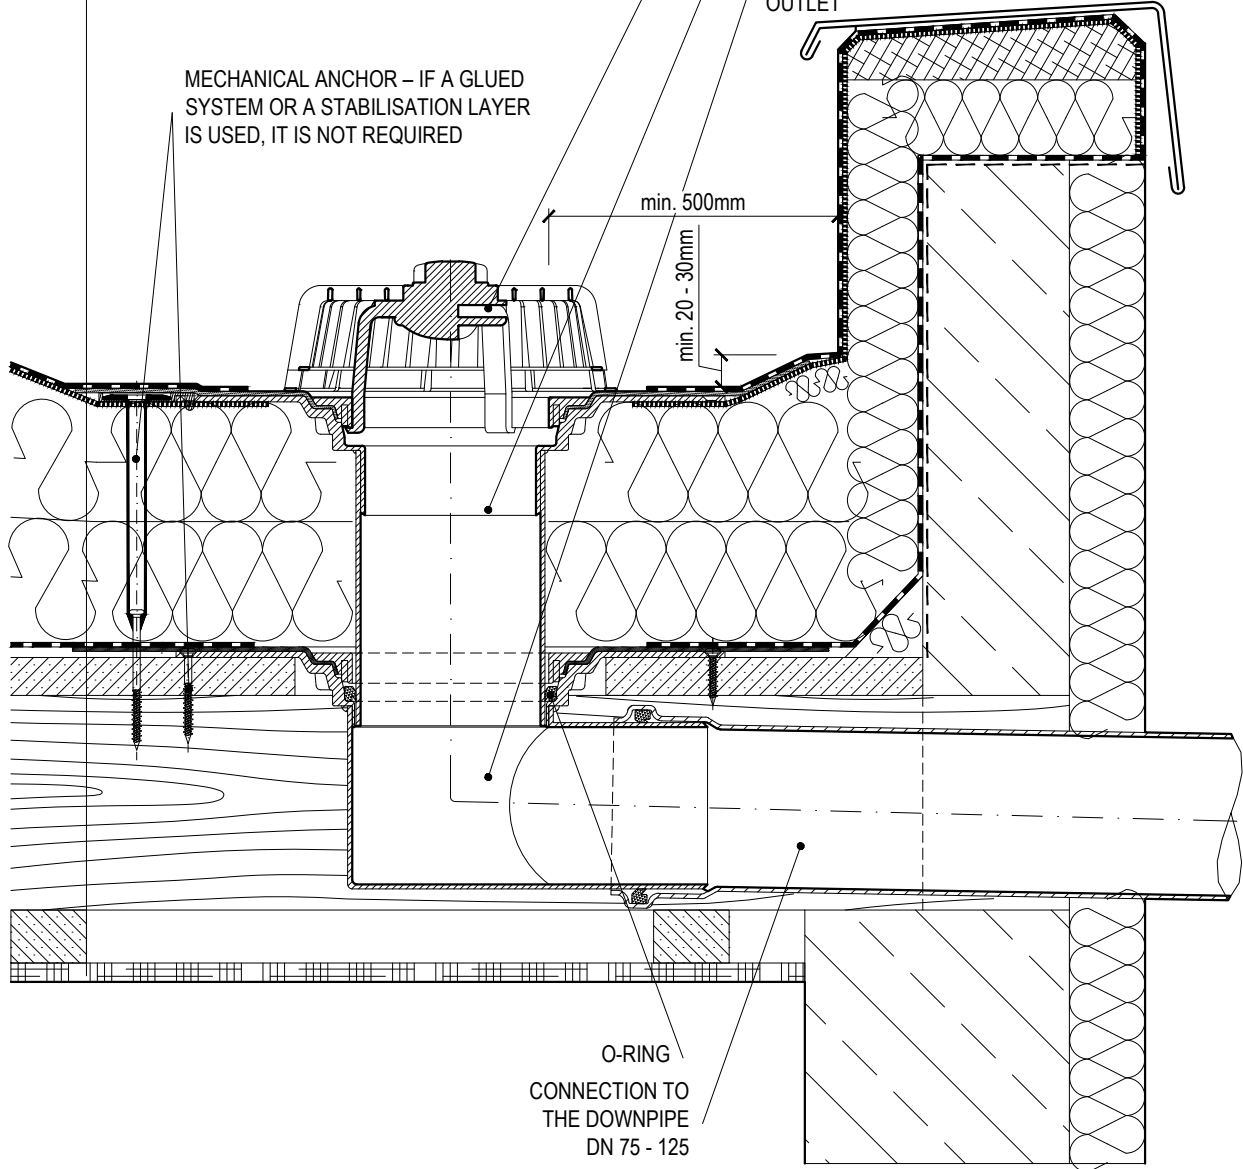 OUTLET
MECHANICAL ANCHOR – IF A GLUED
SYSTEM OR A STABILISATION LAYER
IS USED, IT IS NOT REQUIRED
min. 500mm
min. 20 - 30mm
O-RING
CONNECTION TO
THE DOWNPIPE
DN 75 - 125